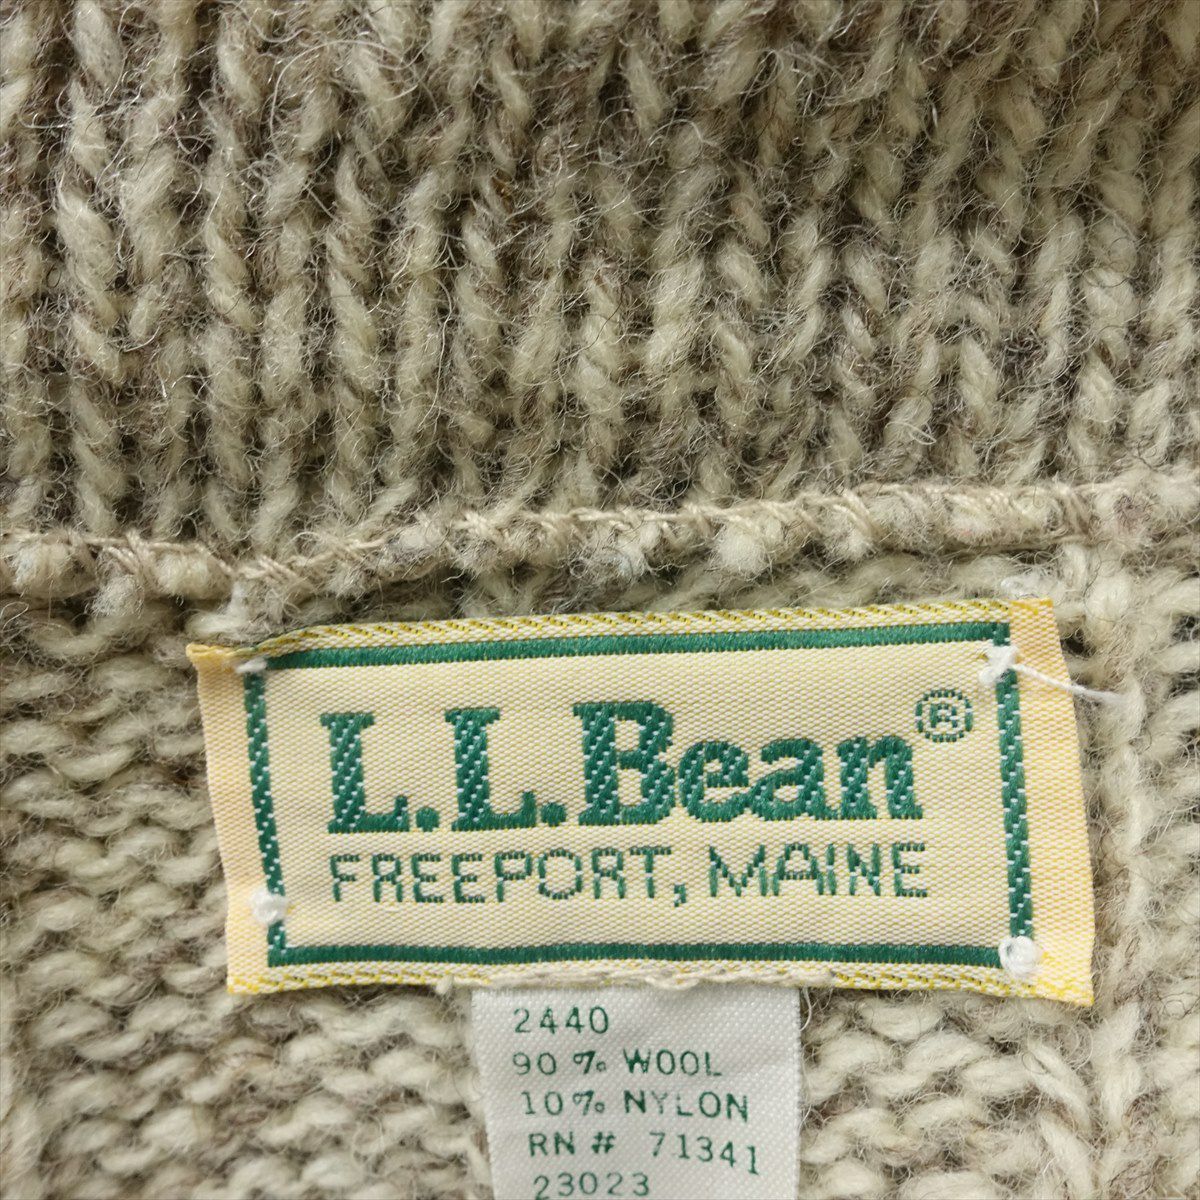 L.L.Bean®
FREEPORT, MAINE
2440
90% WOOL
10% NYLON
RN # 71341
23023